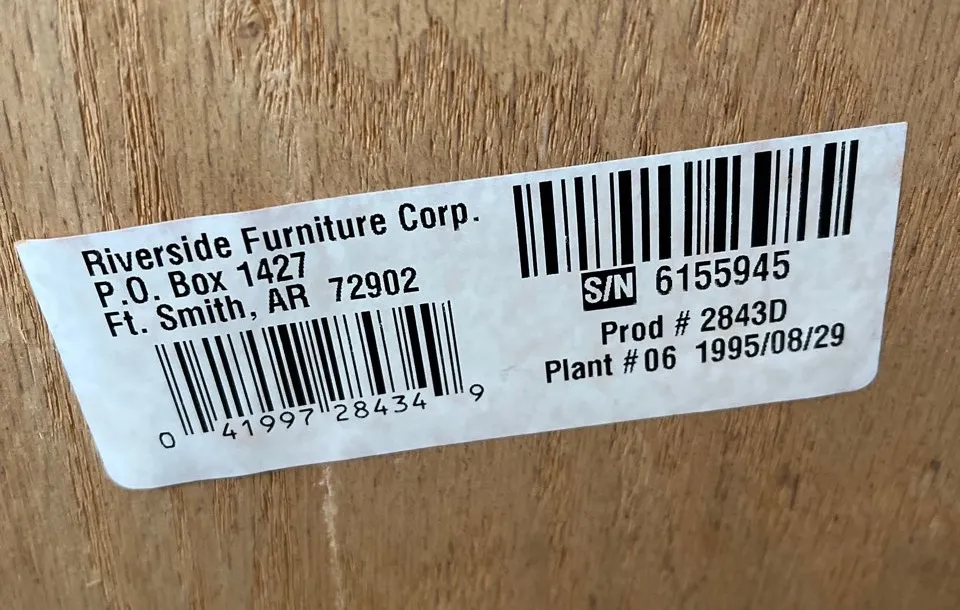 Riverside Furniture Corp.
P.O. Box 1427
Ft. Smith, AR 72902
0 41997 28434 9
S/N 6155945
Prod # 2843D
Plant # 06 1995/08/29